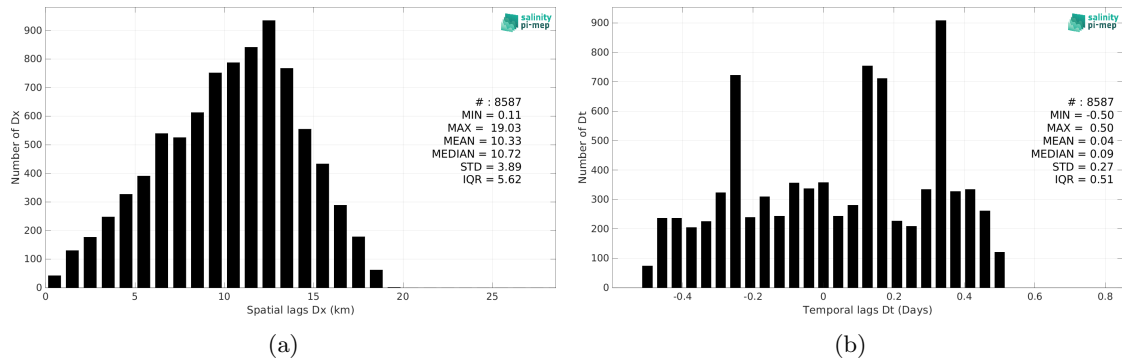 900
800
700
600
500
400
300
200
100
0
Number of Dx
0 5 10 15 20 25
Spatial lags Dx (km)
salinity
pi-mep
# : 8587
MIN = 0.11
MAX = 19.03
MEAN = 10.33
MEDIAN = 10.72
STD = 3.89
IQR = 5.62
(a)
900
800
700
600
500
400
300
200
100
0
Number of Dt
-0.4 -0.2 0 0.2 0.4 0.6 0.8
Temporal lags Dt (Days)
salinity
pi-mep
# : 8587
MIN = -0.50
MAX = 0.50
MEAN = 0.04
MEDIAN = 0.09
STD = 0.27
IQR = 0.51
(b)